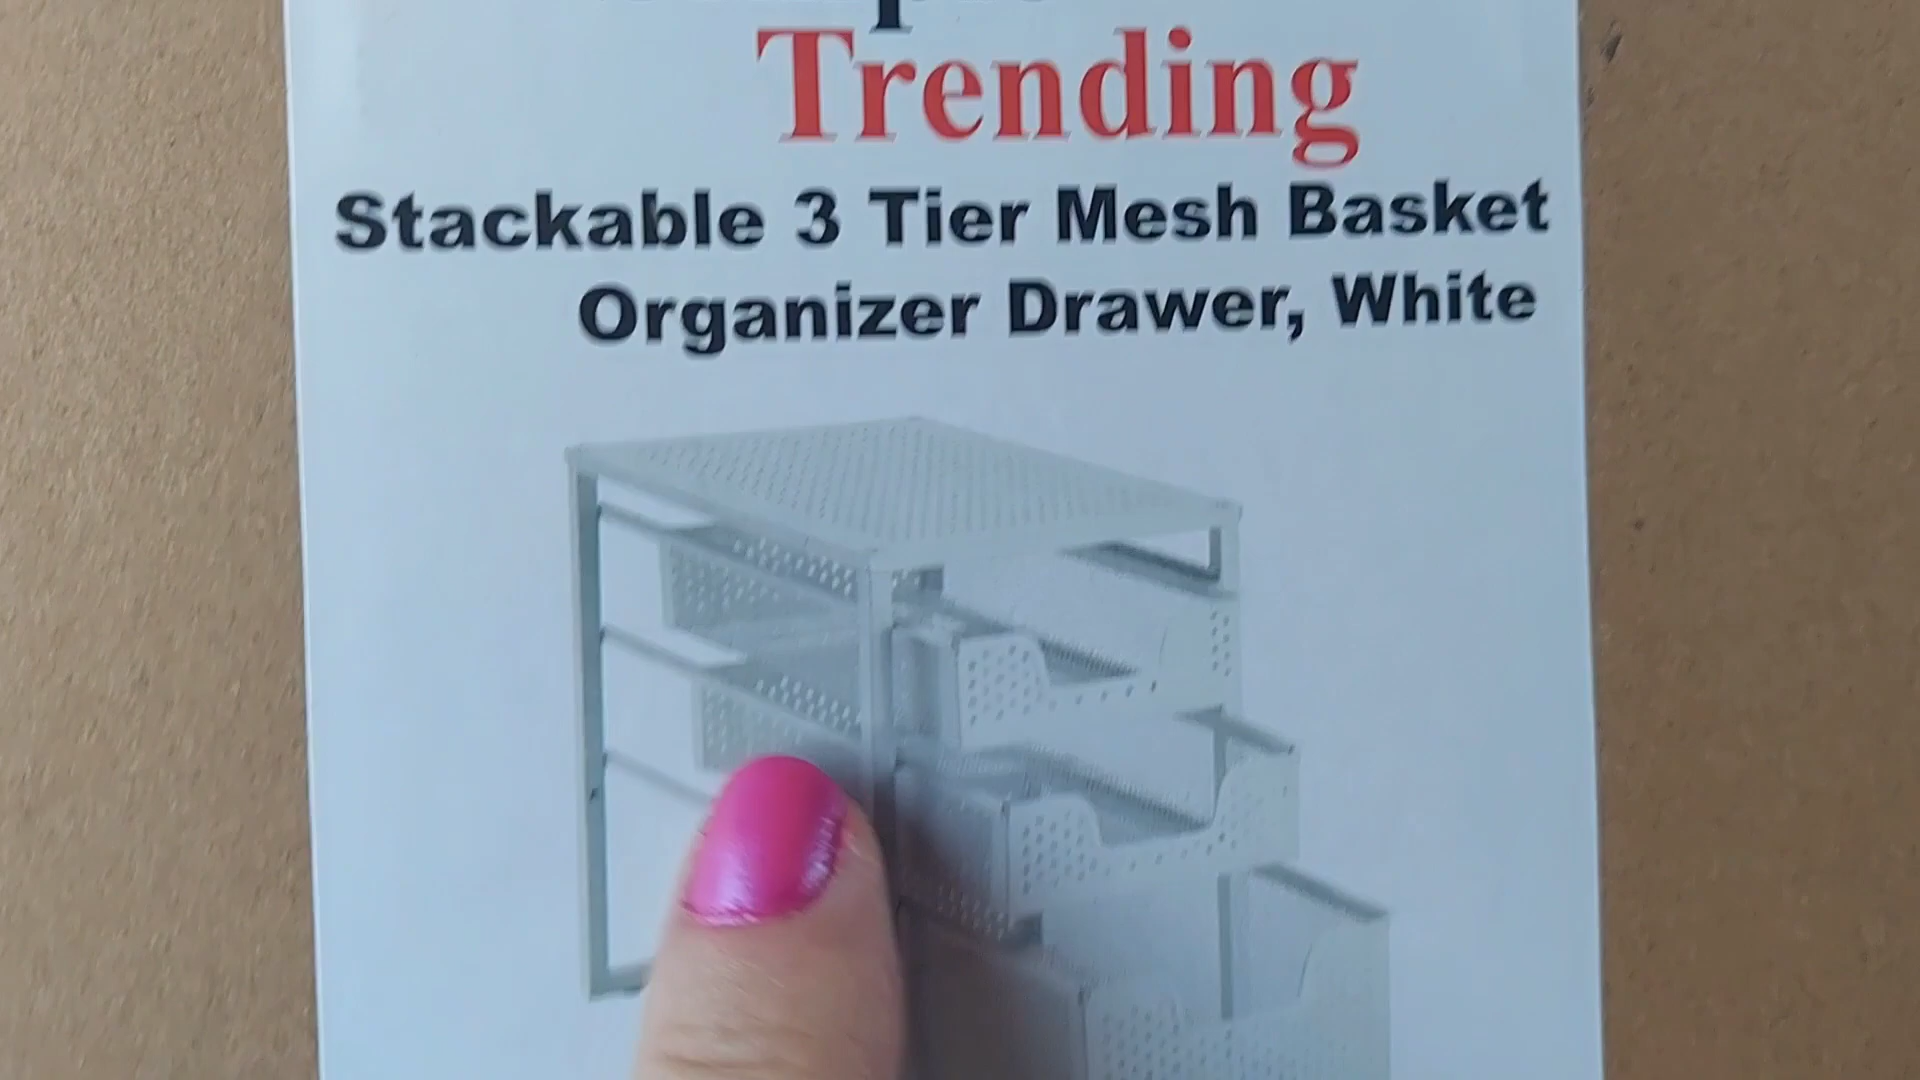 Trending
Stackable 3 Tier Mesh Basket
Organizer Drawer, White